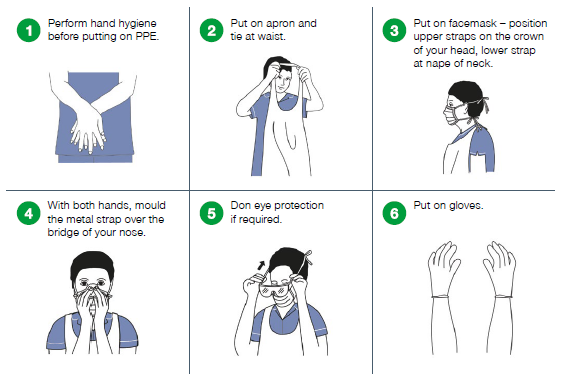 1 Perform hand hygiene
before putting on PPE.
2 Put on apron and
tie at waist.
3 Put on facemask – position
upper straps on the crown
of your head, lower strap
at nape of neck.
4 With both hands, mould
the metal strap over the
bridge of your nose.
5 Don eye protection
if required.
6 Put on gloves.